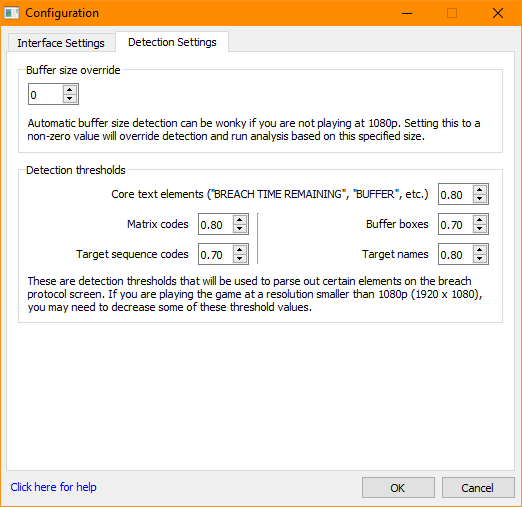 Configuration
Interface Settings
Detection Settings
Buffer size override
0
Automatic buffer size detection can be wonky if you are not playing at 1080p. Setting this to a
non-zero value will override detection and run analysis based on this specified size.
Detection thresholds
Core text elements ("BREACH TIME REMAINING", "BUFFER", etc.) 0.80
Matrix codes 0.80 Buffer boxes 0.70
Target sequence codes 0.70 Target names 0.80
These are detection thresholds that will be used to parse out certain elements on the breach
protocol screen. If you are playing the game at a resolution smaller than 1080p (1920 x 1080),
you may need to decrease some of these threshold values.
Click here for help
OK
Cancel